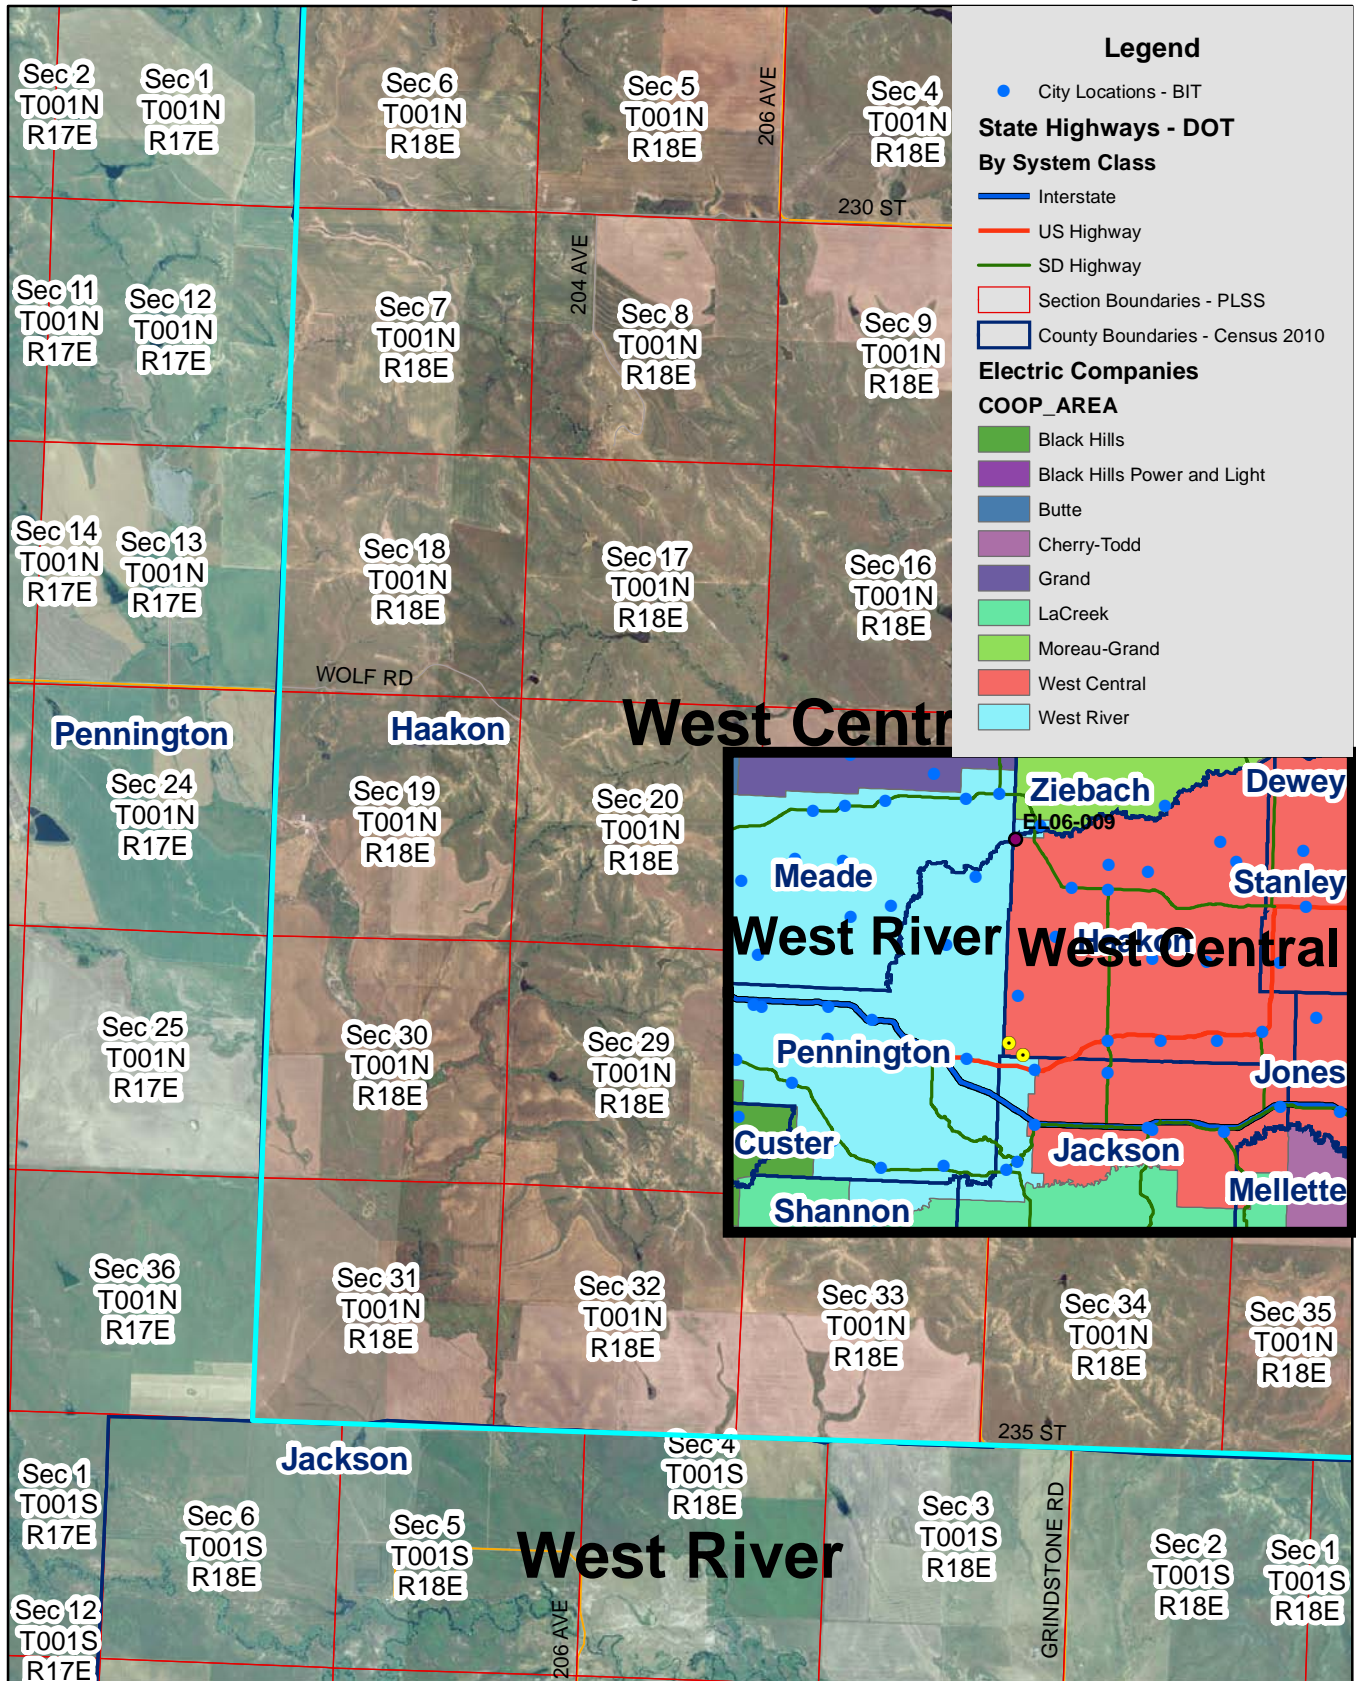 Sec 2
T001N
R17E
Sec 1
T001N
R17E
Sec 6
T001N
R18E
Sec 5
T001N
R18E
206 AVE
Sec 4
T001N
R18E
230 ST
Sec 11
T001N
R17E
Sec 12
T001N
R17E
Sec 7
T001N
R18E
204 AVE
Sec 8
T001N
R18E
Sec 9
T001N
R18E
Sec 14
T001N
R17E
Sec 13
T001N
R17E
Sec 18
T001N
R18E
Sec 17
T001N
R18E
Sec 16
T001N
R18E
WOLF RD
Pennington
Haakon
West Centr
Sec 24
T001N
R17E
Sec 19
T001N
R18E
Sec 20
T001N
R18E
Sec 25
T001N
R17E
Sec 30
T001N
R18E
Sec 29
T001N
R18E
Sec 36
T001N
R17E
Sec 31
T001N
R18E
Sec 32
T001N
R18E
Sec 33
T001N
R18E
Sec 34
T001N
R18E
Sec 35
T001N
R18E
235 ST
Jackson
Sec 1
T001S
R17E
Sec 6
T001S
R18E
Sec 5
T001S
R18E
Sec 4
T001S
R18E
Sec 3
T001S
R18E
GRINDSTONE RD
Sec 2
T001S
R18E
Sec 1
T001S
R18E
West River
Sec 12
T001S
R17E
206 AVE
Legend
City Locations - BIT
State Highways - DOT
By System Class
Interstate
US Highway
SD Highway
Section Boundaries - PLSS
County Boundaries - Census 2010
Electric Companies
COOP_AREA
Black Hills
Black Hills Power and Light
Butte
Cherry-Todd
Grand
LaCreek
Moreau-Grand
West Central
West River
Ziebach
Dewey
EL06-009
Meade
Stanley
West River
Haakon
West Central
Pennington
Jones
Custer
Jackson
Mellette
Shannon